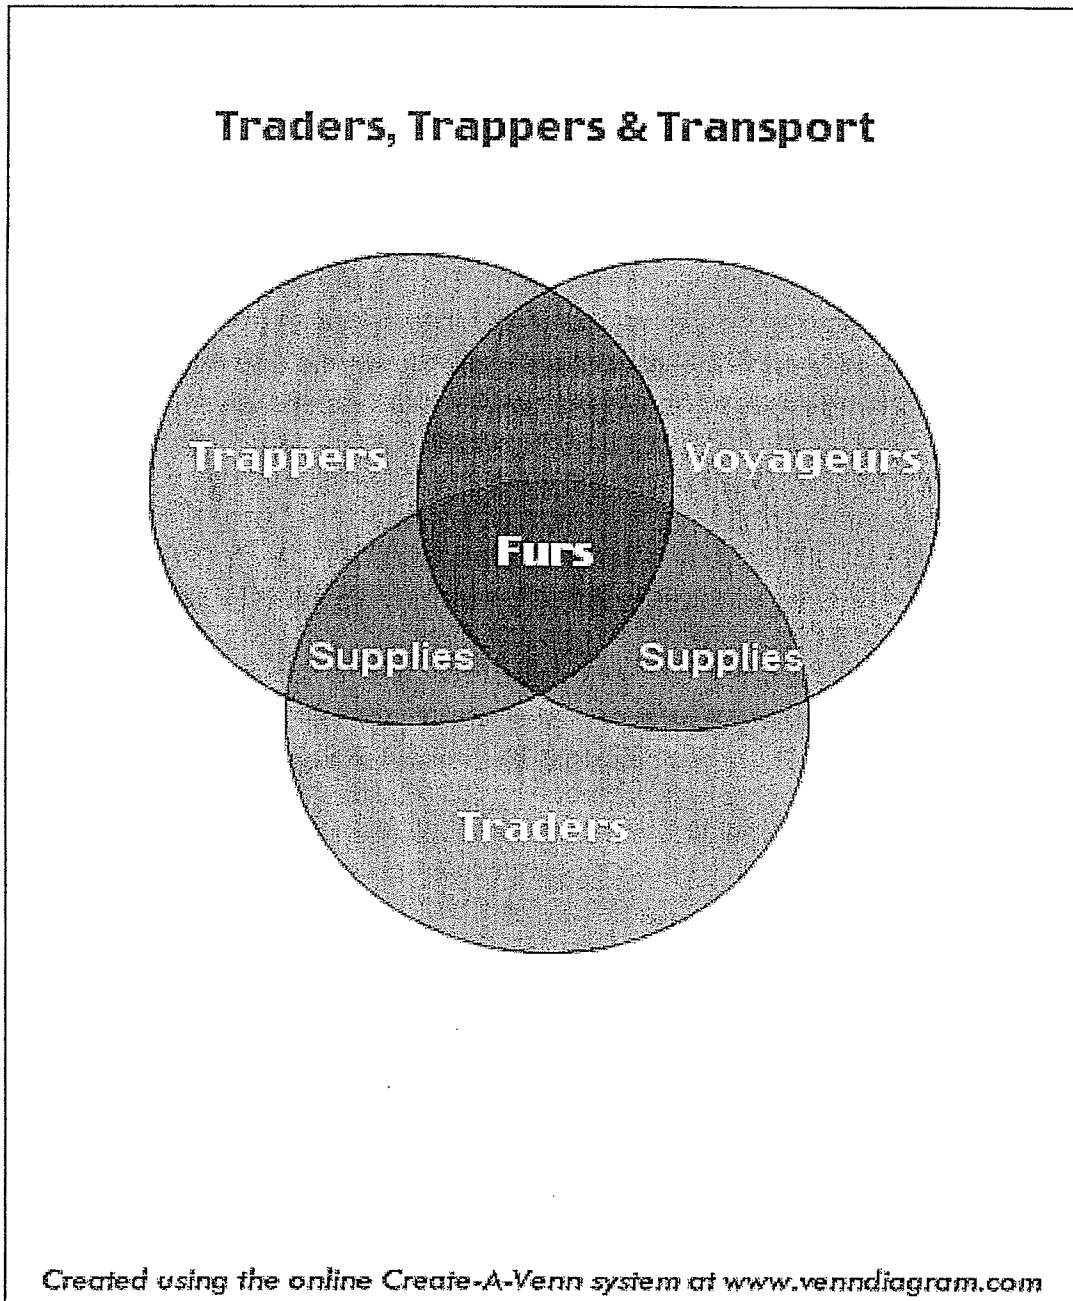 Traders, Trappers & Transport
Trappers
Voyageurs
Furs
Supplies
Supplies
Traders
Created using the online Create-A-Venn system at www.venndiagram.com